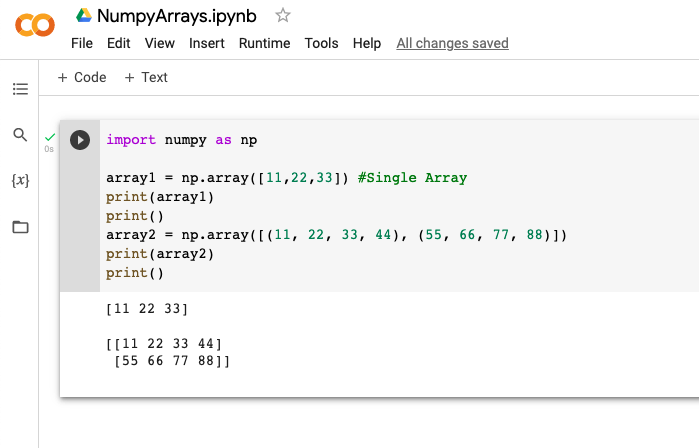 NumpyArrays.ipynb
File Edit View Insert Runtime Tools Help All changes saved
+ Code + Text
{x}
0s
import numpy as np
array1 = np.array([11,22,33]) #Single Array
print(array1)
print()
array2 = np.array([(11, 22, 33, 44), (55, 66, 77, 88)])
print(array2)
print()
[11 22 33]
[[11 22 33 44]
 [55 66 77 88]]